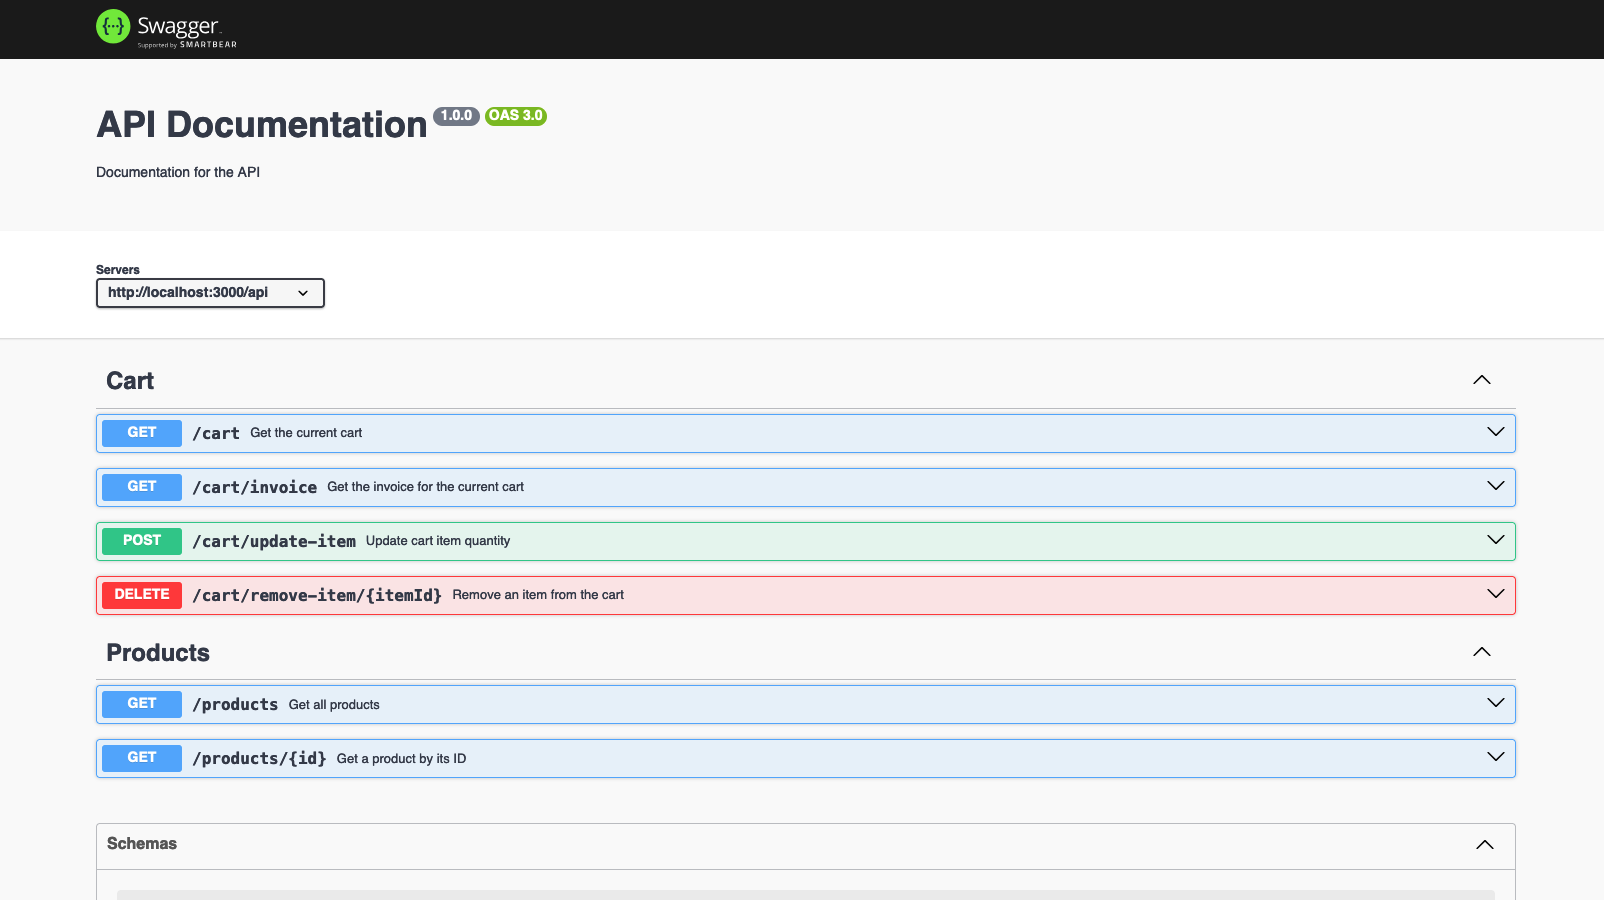 {···} Swagger
Supported by SMARTBEAR
API Documentation 1.0.0 OAS 3.0
Documentation for the API
Servers
http://localhost:3000/api
Cart
GET /cart Get the current cart
GET /cart/invoice Get the invoice for the current cart
POST /cart/update-item Update cart item quantity
DELETE /cart/remove-item/{itemId} Remove an item from the cart
Products
GET /products Get all products
GET /products/{id} Get a product by its ID
Schemas